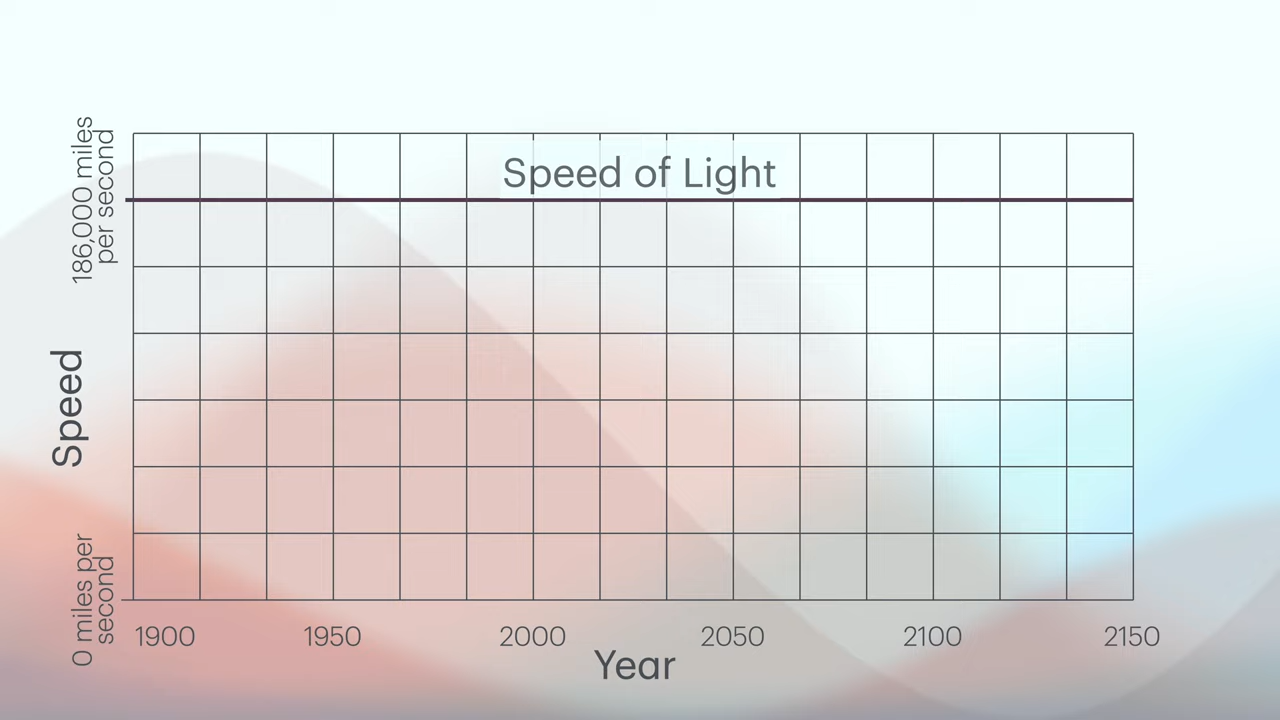 186,000 miles
per second
Speed of Light
Speed
0 miles per
second
1900 1950 2000 2050 2100 2150
Year